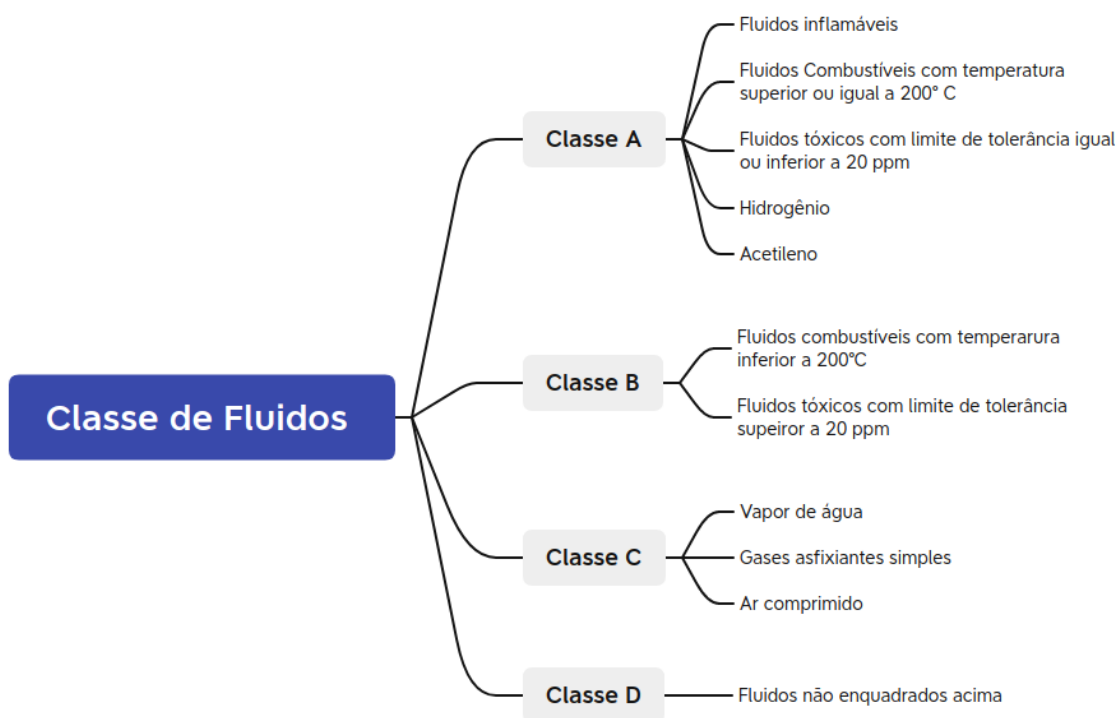 Classe de Fluidos
Classe A
Fluidos inflamáveis
Fluidos Combustíveis com temperatura
superior ou igual a 200° C
Fluidos tóxicos com limite de tolerância igual
ou inferior a 20 ppm
Hidrogênio
Acetileno
Classe B
Fluidos combustíveis com temperarura
inferior a 200°C
Fluidos tóxicos com limite de tolerância
supeiror a 20 ppm
Classe C
Vapor de água
Gases asfixiantes simples
Ar comprimido
Classe D
Fluidos não enquadrados acima